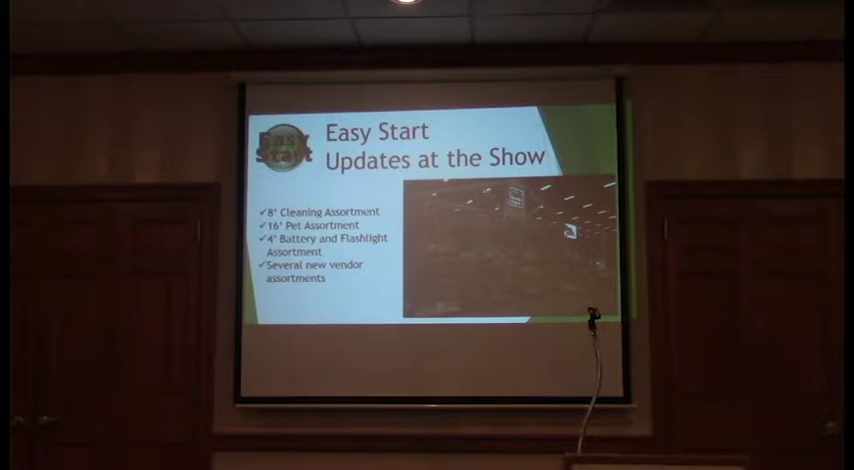 Easy
Start
Easy Start
Updates at the Show
✓8' Cleaning Assortment
✓16' Pet Assortment
✓4' Battery and Flashlight
Assortment
✓Several new vendor
assortments